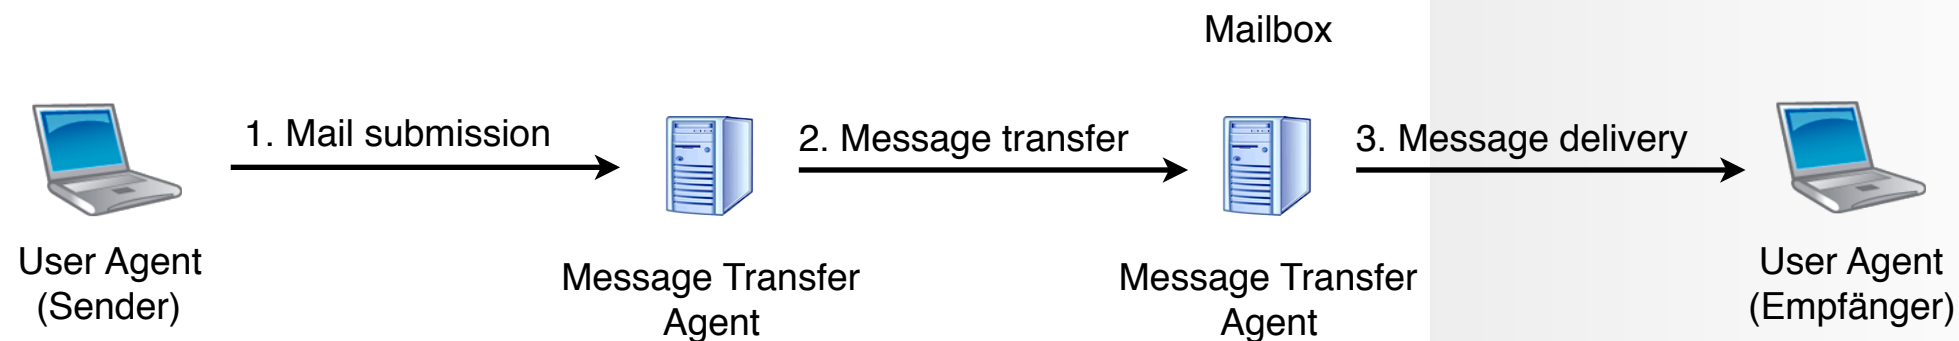 Mailbox
1. Mail submission
2. Message transfer
3. Message delivery
User Agent
(Sender)
Message Transfer
Agent
Message Transfer
Agent
User Agent
(Empfänger)